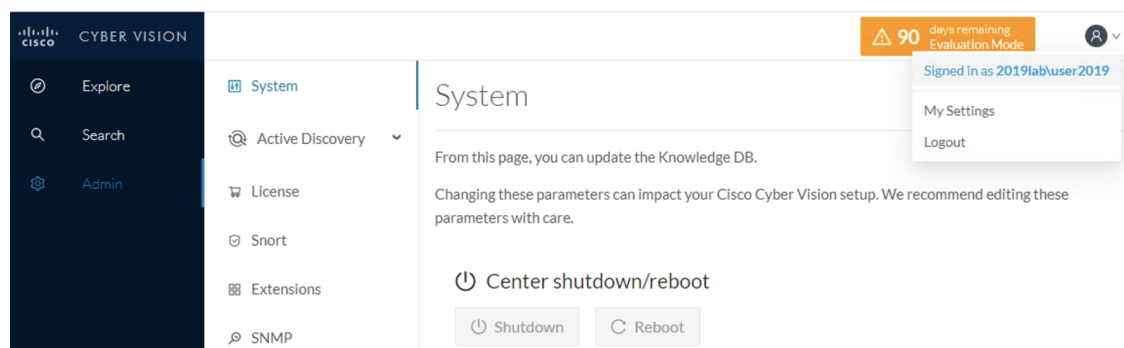 cisco
CYBER VISION
90 days remaining
Evaluation Mode
Signed in as 2019lab\user2019
My Settings
Logout
Explore
Search
Admin
System
Active Discovery
License
Snort
Extensions
SNMP
System
From this page, you can update the Knowledge DB.
Changing these parameters can impact your Cisco Cyber Vision setup. We recommend editing these
parameters with care.
Center shutdown/reboot
Shutdown
Reboot